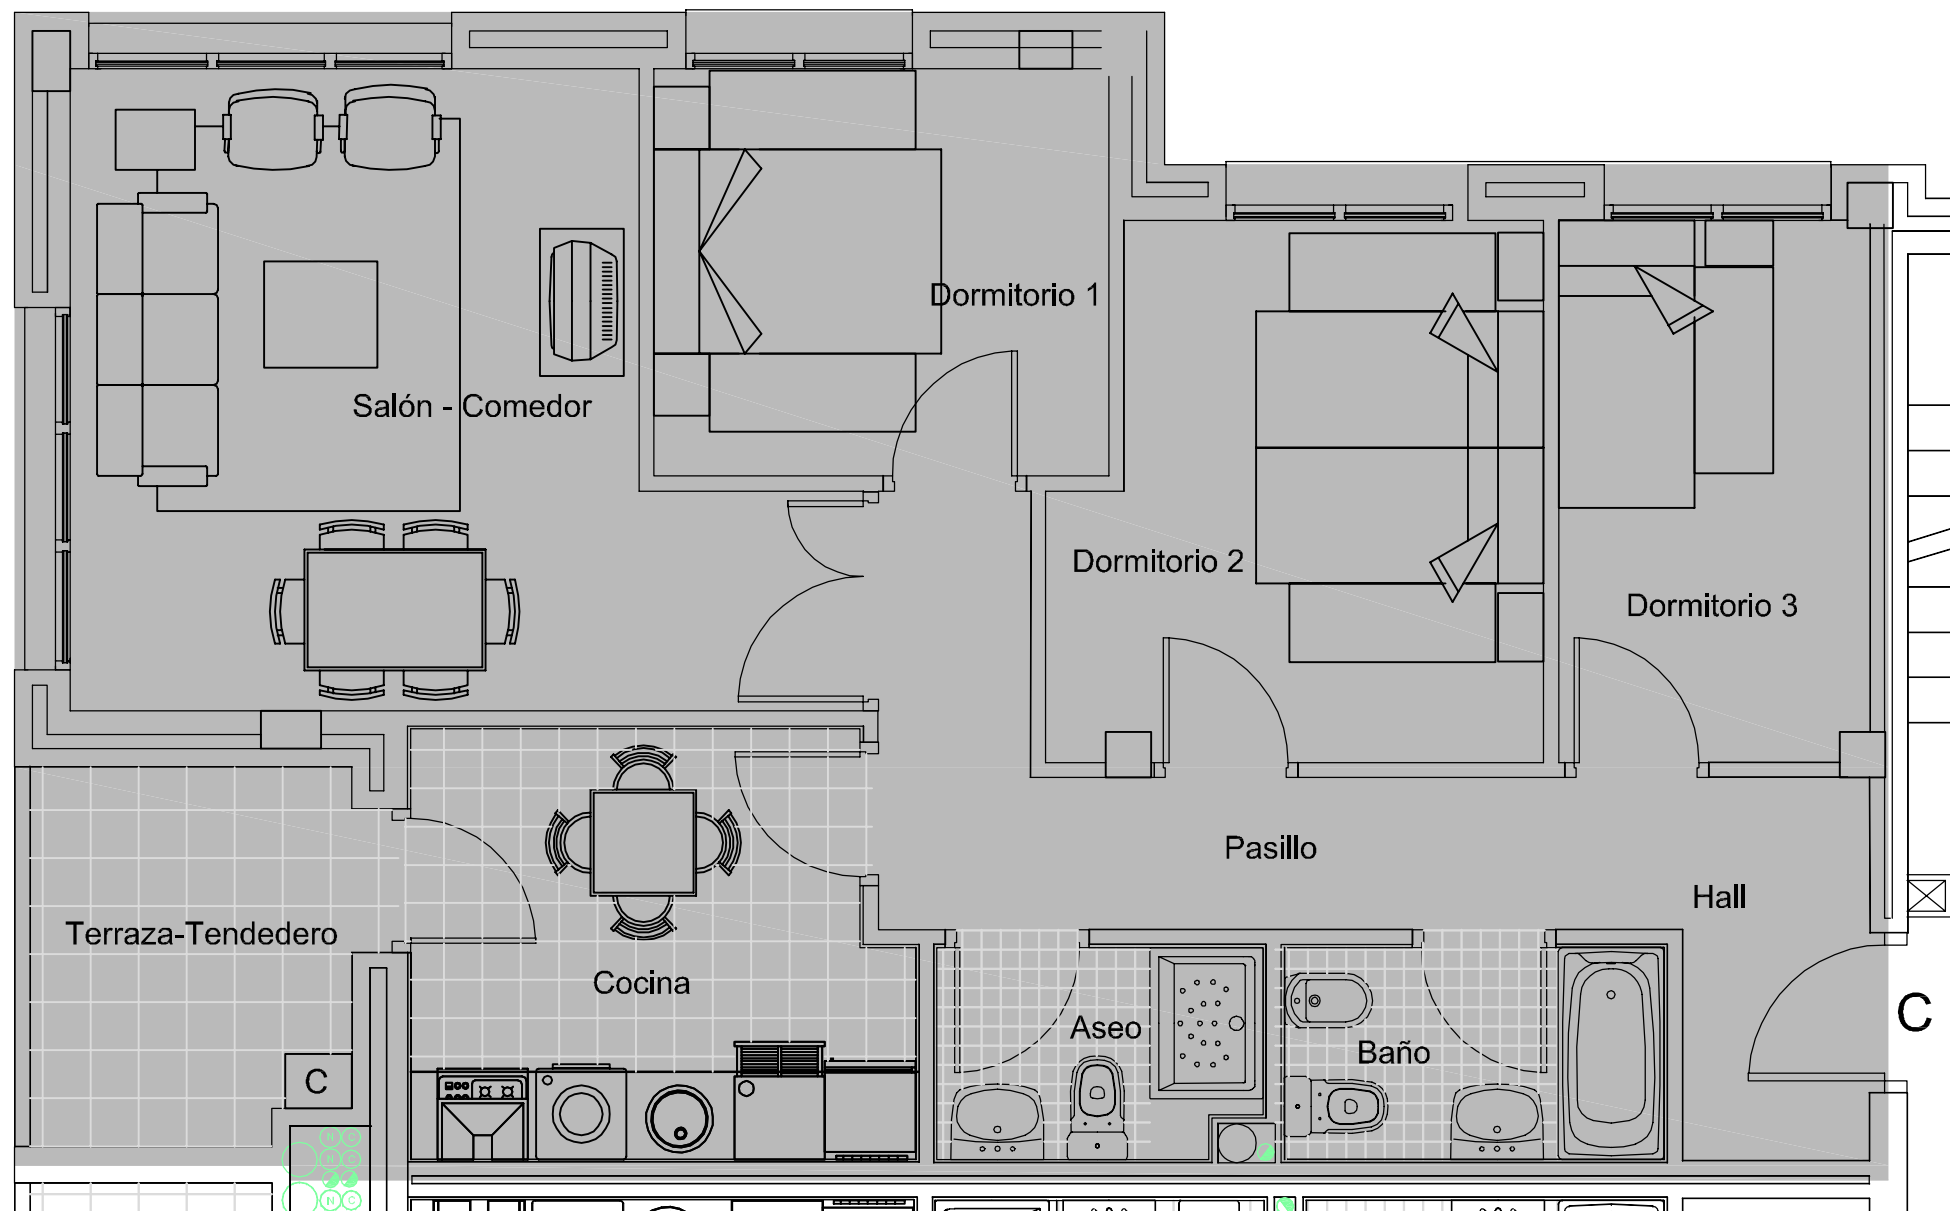 Dormitorio 1
Salón - Comedor
Dormitorio 2
Dormitorio 3
Pasillo
Hall
Terraza-Tendedero
Cocina
Aseo
Baño
C
C
N C
N C
N C